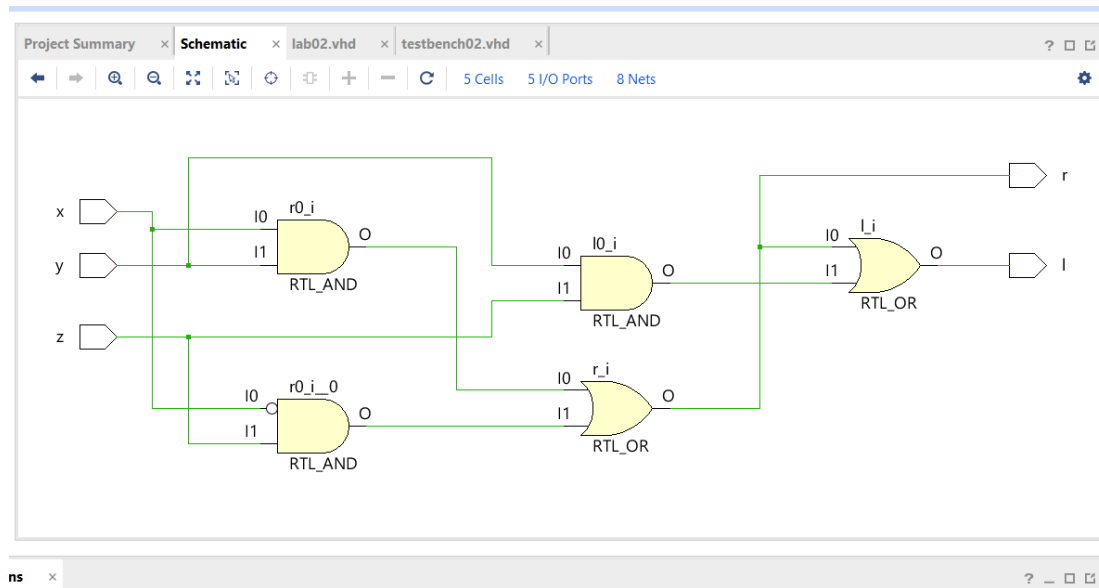 Project Summary × Schematic × lab02.vhd × testbench02.vhd × ?
5 Cells 5 I/O Ports 8 Nets
x
y
z
r0_i
I0
I1
O
RTL_AND
r0_i__0
I0
I1
O
RTL_AND
l0_i
I0
I1
O
RTL_AND
r_i
I0
I1
O
RTL_OR
l_i
I0
I1
O
RTL_OR
r
l
ns × ?